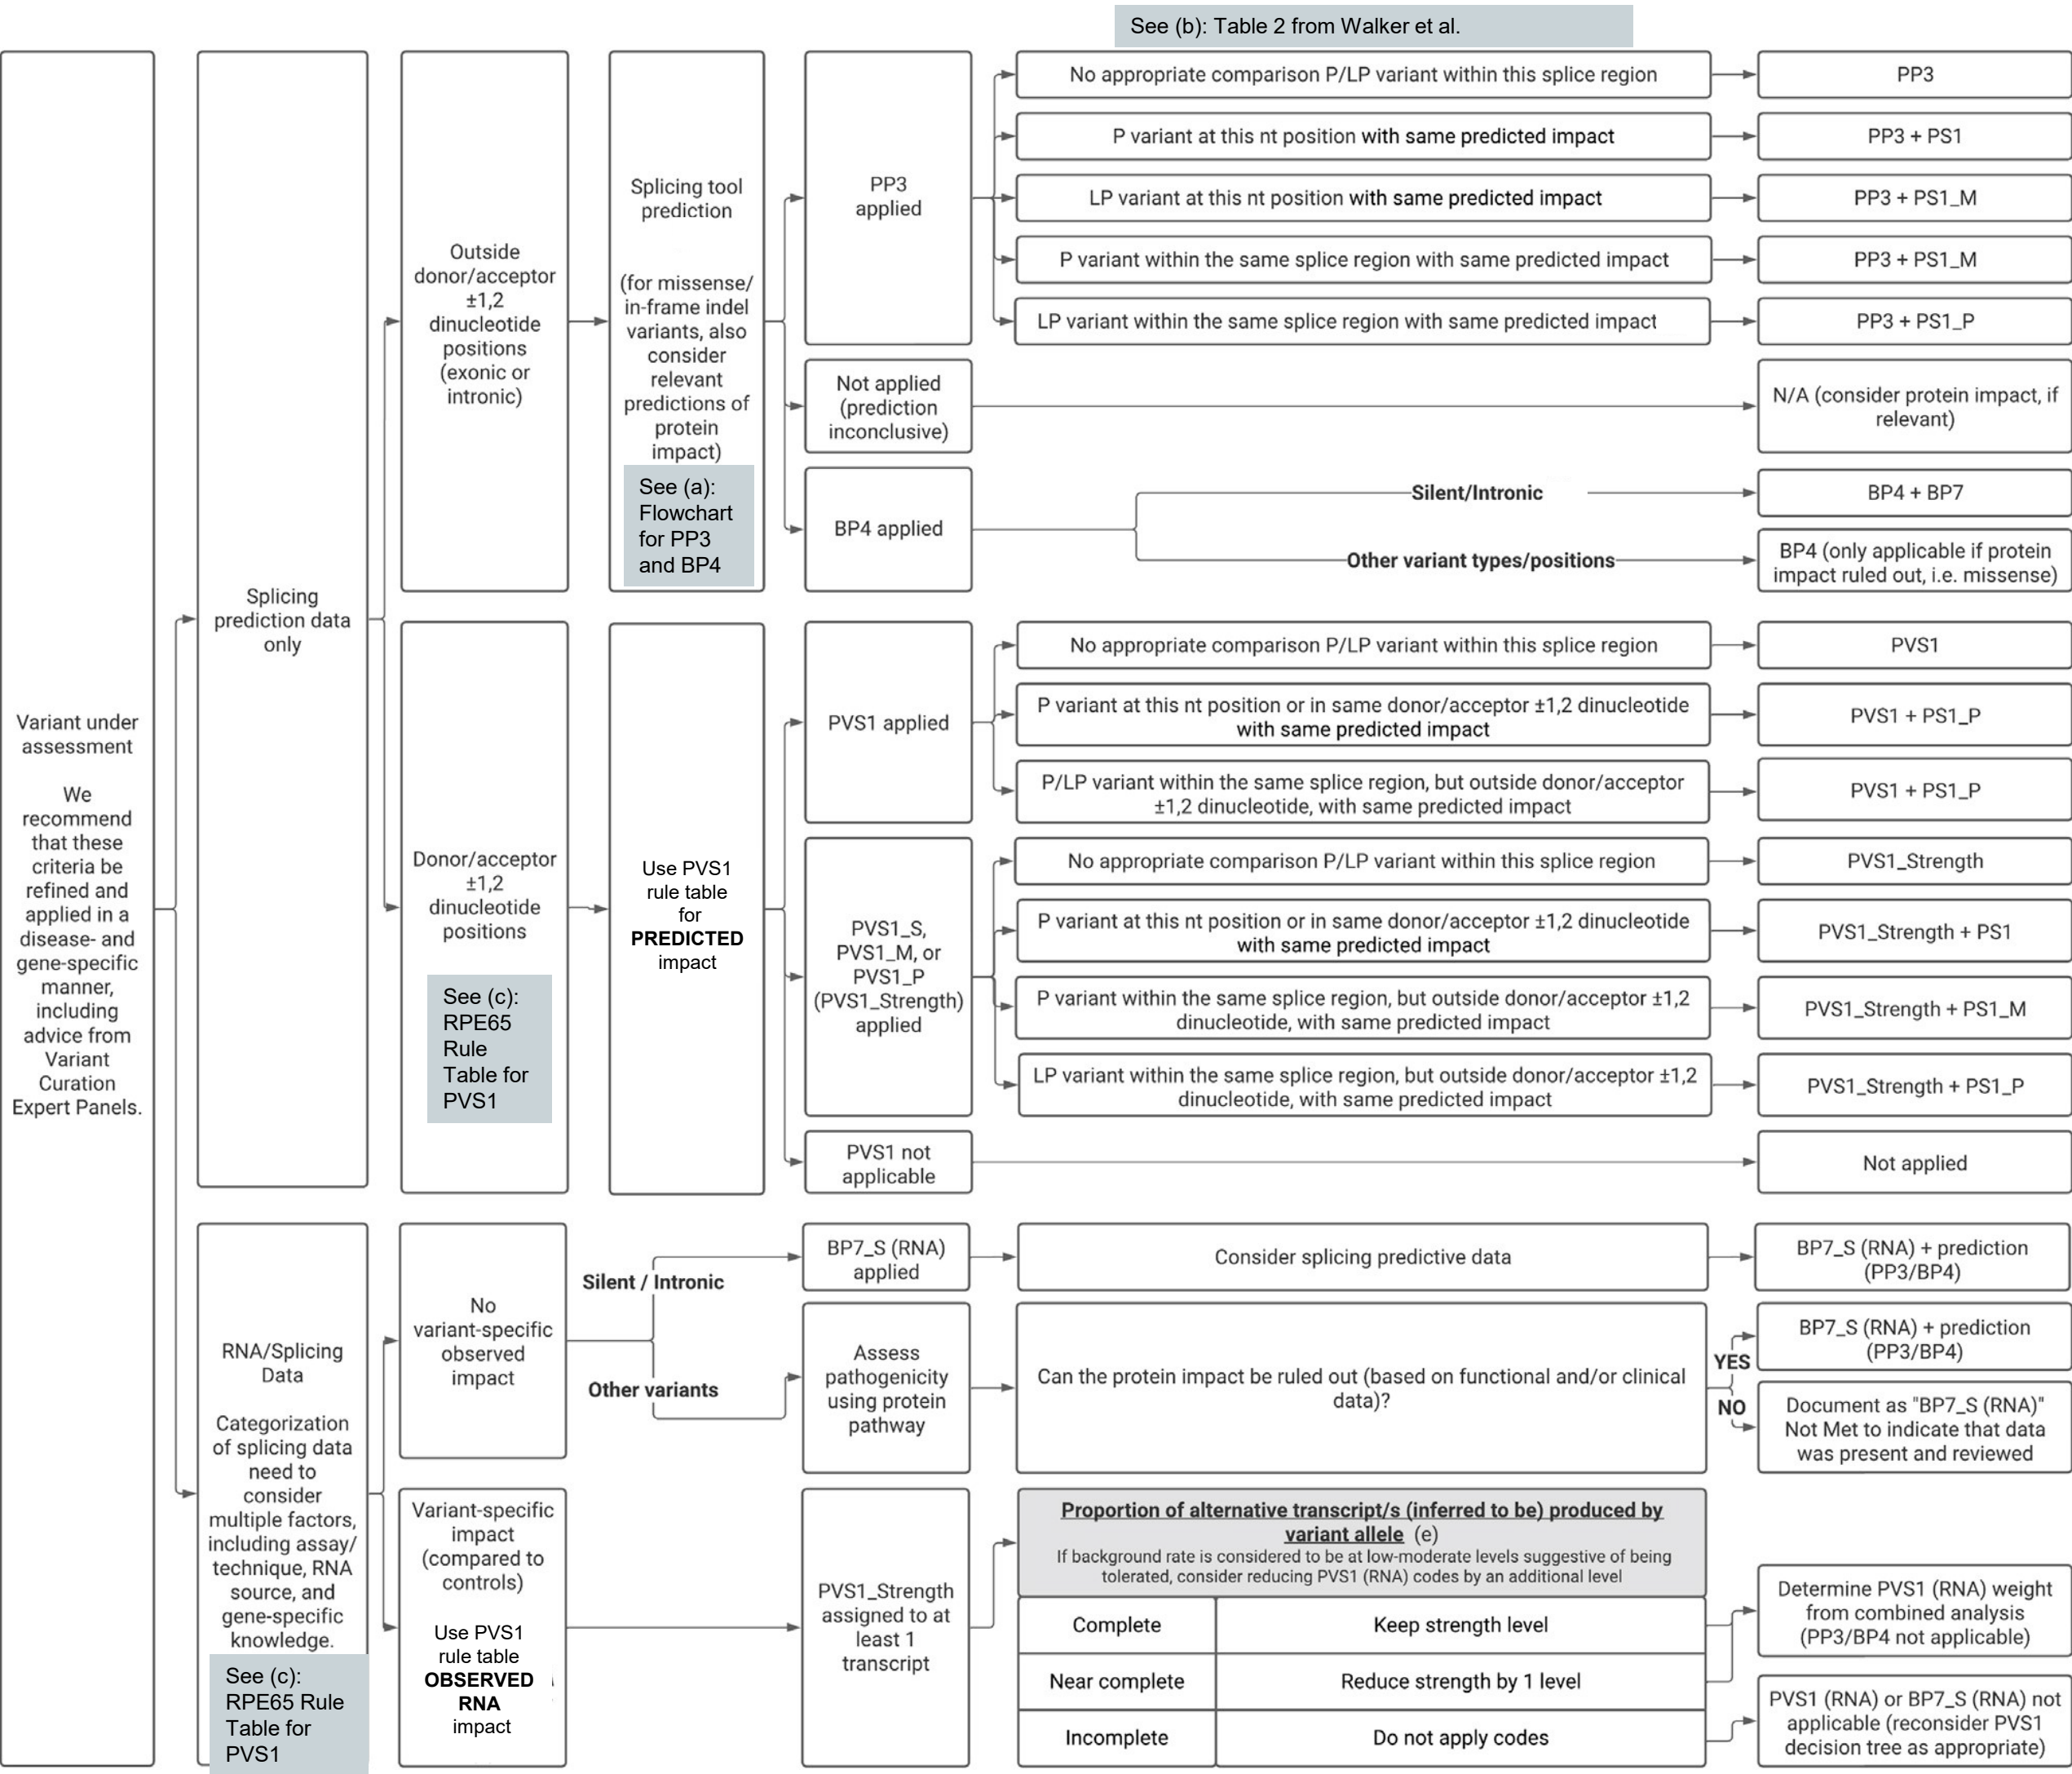 See (b): Table 2 from Walker et al.
Variant under
assessment
We
recommend
that these
criteria be
refined and
applied in a
disease- and
gene-specific
manner,
including
advice from
Variant
Curation
Expert Panels.
Splicing
prediction data
only
Outside
donor/acceptor
±1,2
dinucleotide
positions
(exonic or
intronic)
Splicing tool
prediction
(for missense/
in-frame indel
variants, also
consider
relevant
predictions of
protein
impact)
See (a):
Flowchart
for PP3
and BP4
PP3
applied
No appropriate comparison P/LP variant within this splice region
PP3
P variant at this nt position with same predicted impact
PP3 + PS1
LP variant at this nt position with same predicted impact
PP3 + PS1_M
P variant within the same splice region with same predicted impact
PP3 + PS1_M
LP variant within the same splice region with same predicted impact
PP3 + PS1_P
Not applied
(prediction
inconclusive)
N/A (consider protein impact, if
relevant)
BP4 applied
Silent/Intronic
BP4 + BP7
Other variant types/positions
BP4 (only applicable if protein
impact ruled out, i.e. missense)
Donor/acceptor
±1,2
dinucleotide
positions
See (c):
RPE65
Rule
Table for
PVS1
Use PVS1
rule table
for
PREDICTED
impact
PVS1 applied
No appropriate comparison P/LP variant within this splice region
PVS1
P variant at this nt position or in same donor/acceptor ±1,2 dinucleotide
with same predicted impact
PVS1 + PS1_P
P/LP variant within the same splice region, but outside donor/acceptor
±1,2 dinucleotide, with same predicted impact
PVS1 + PS1_P
PVS1_S,
PVS1_M, or
PVS1_P
(PVS1_Strength)
applied
No appropriate comparison P/LP variant within this splice region
PVS1_Strength
P variant at this nt position or in same donor/acceptor ±1,2 dinucleotide
with same predicted impact
PVS1_Strength + PS1
P variant within the same splice region, but outside donor/acceptor ±1,2
dinucleotide, with same predicted impact
PVS1_Strength + PS1_M
LP variant within the same splice region, but outside donor/acceptor ±1,2
dinucleotide, with same predicted impact
PVS1_Strength + PS1_P
PVS1 not
applicable
Not applied
RNA/Splicing
Data
Categorization
of splicing data
need to
consider
multiple factors,
including assay/
technique, RNA
source, and
gene-specific
knowledge.
See (c):
RPE65 Rule
Table for
PVS1
No
variant-specific
observed
impact
Silent / Intronic
BP7_S (RNA)
applied
Consider splicing predictive data
BP7_S (RNA) + prediction
(PP3/BP4)
Other variants
Assess
pathogenicity
using protein
pathway
Can the protein impact be ruled out (based on functional and/or clinical
data)?
YES
BP7_S (RNA) + prediction
(PP3/BP4)
NO
Document as "BP7_S (RNA)"
Not Met to indicate that data
was present and reviewed
Variant-specific
impact
(compared to
controls)
Use PVS1
rule table
OBSERVED
RNA
impact
PVS1_Strength
assigned to at
least 1
transcript
Proportion of alternative transcript/s (inferred to be) produced by
variant allele (e)
If background rate is considered to be at low-moderate levels suggestive of being
tolerated, consider reducing PVS1 (RNA) codes by an additional level
Complete
Keep strength level
Near complete
Reduce strength by 1 level
Incomplete
Do not apply codes
Determine PVS1 (RNA) weight
from combined analysis
(PP3/BP4 not applicable)
PVS1 (RNA) or BP7_S (RNA) not
applicable (reconsider PVS1
decision tree as appropriate)